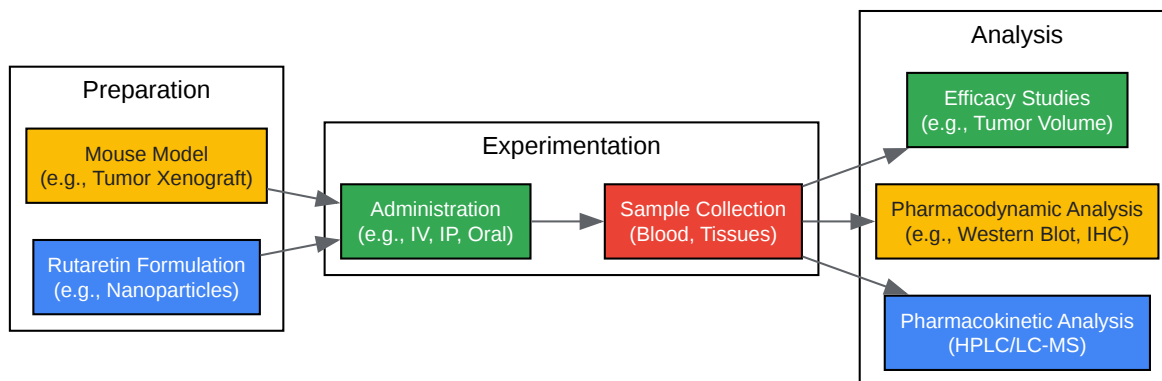 Preparation
Mouse Model
(e.g., Tumor Xenograft)
Rutaretin Formulation
(e.g., Nanoparticles)
Experimentation
Administration
(e.g., IV, IP, Oral)
Sample Collection
(Blood, Tissues)
Analysis
Efficacy Studies
(e.g., Tumor Volume)
Pharmacodynamic Analysis
(e.g., Western Blot, IHC)
Pharmacokinetic Analysis
(HPLC/LC-MS)